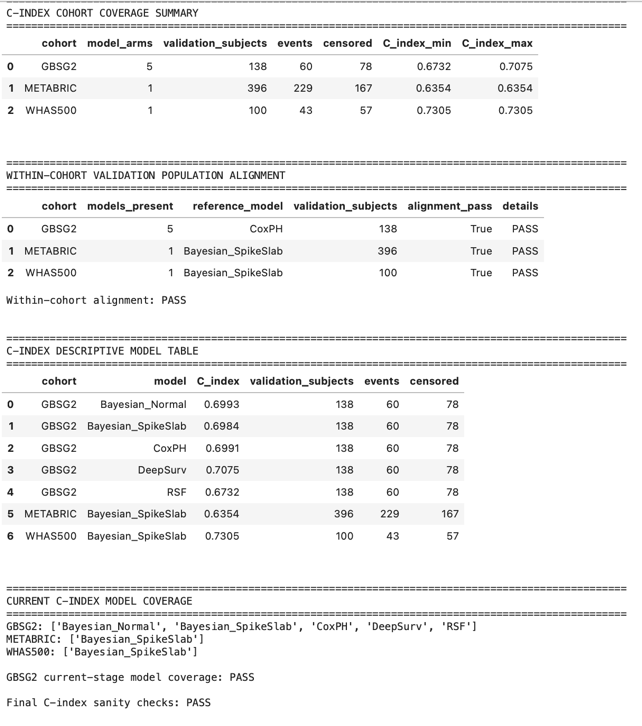 C-INDEX COHORT COVERAGE SUMMARY
====================================================================================================
cohort model_arms validation_subjects events censored C_index_min C_index_max
0 GBSG2 5 138 60 78 0.6732 0.7075
1 METABRIC 1 396 229 167 0.6354 0.6354
2 WHAS500 1 100 43 57 0.7305 0.7305
====================================================================================================
WITHIN-COHORT VALIDATION POPULATION ALIGNMENT
====================================================================================================
cohort models_present reference_model validation_subjects alignment_pass details
0 GBSG2 5 CoxPH 138 True PASS
1 METABRIC 1 Bayesian_SpikeSlab 396 True PASS
2 WHAS500 1 Bayesian_SpikeSlab 100 True PASS
Within-cohort alignment: PASS
====================================================================================================
C-INDEX DESCRIPTIVE MODEL TABLE
====================================================================================================
cohort model C_index validation_subjects events censored
0 GBSG2 Bayesian_Normal 0.6993 138 60 78
1 GBSG2 Bayesian_SpikeSlab 0.6984 138 60 78
2 GBSG2 CoxPH 0.6991 138 60 78
3 GBSG2 DeepSurv 0.7075 138 60 78
4 GBSG2 RSF 0.6732 138 60 78
5 METABRIC Bayesian_SpikeSlab 0.6354 396 229 167
6 WHAS500 Bayesian_SpikeSlab 0.7305 100 43 57
====================================================================================================
CURRENT C-INDEX MODEL COVERAGE
====================================================================================================
GBSG2: ['Bayesian_Normal', 'Bayesian_SpikeSlab', 'CoxPH', 'DeepSurv', 'RSF']
METABRIC: ['Bayesian_SpikeSlab']
WHAS500: ['Bayesian_SpikeSlab']
GBSG2 current-stage model coverage: PASS
Final C-index sanity checks: PASS